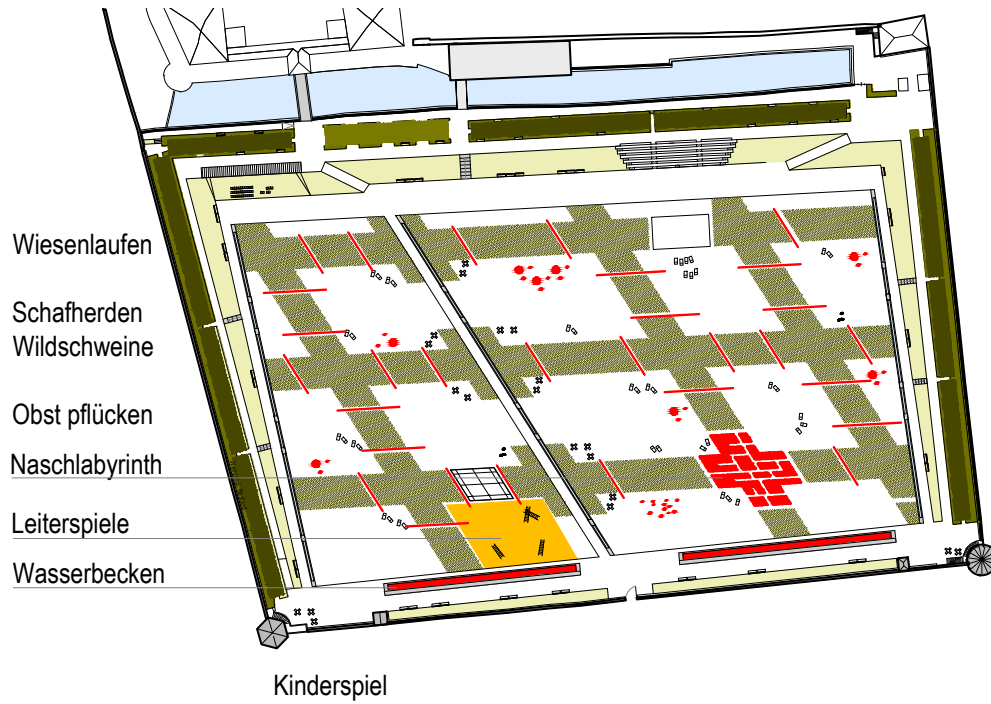 Wiesenlaufen
Schafherden
Wildschweine
Obst pflücken
Naschlabyrinth
Leiterspiele
Wasserbecken
Kinderspiel